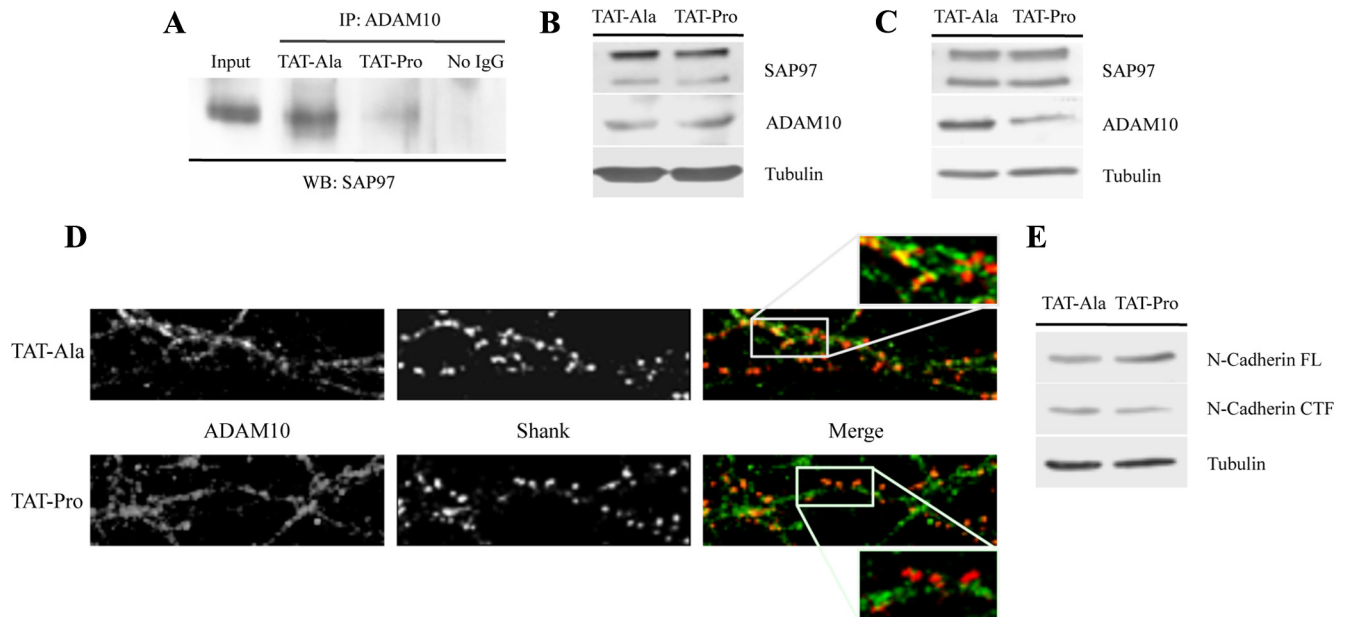 A
IP: ADAM10
Input TAT-Ala TAT-Pro No IgG
WB: SAP97
B
TAT-Ala TAT-Pro
SAP97
ADAM10
Tubulin
C
TAT-Ala TAT-Pro
SAP97
ADAM10
Tubulin
D
TAT-Ala
ADAM10 Shank Merge
TAT-Pro
E
TAT-Ala TAT-Pro
N-Cadherin FL
N-Cadherin CTF
Tubulin